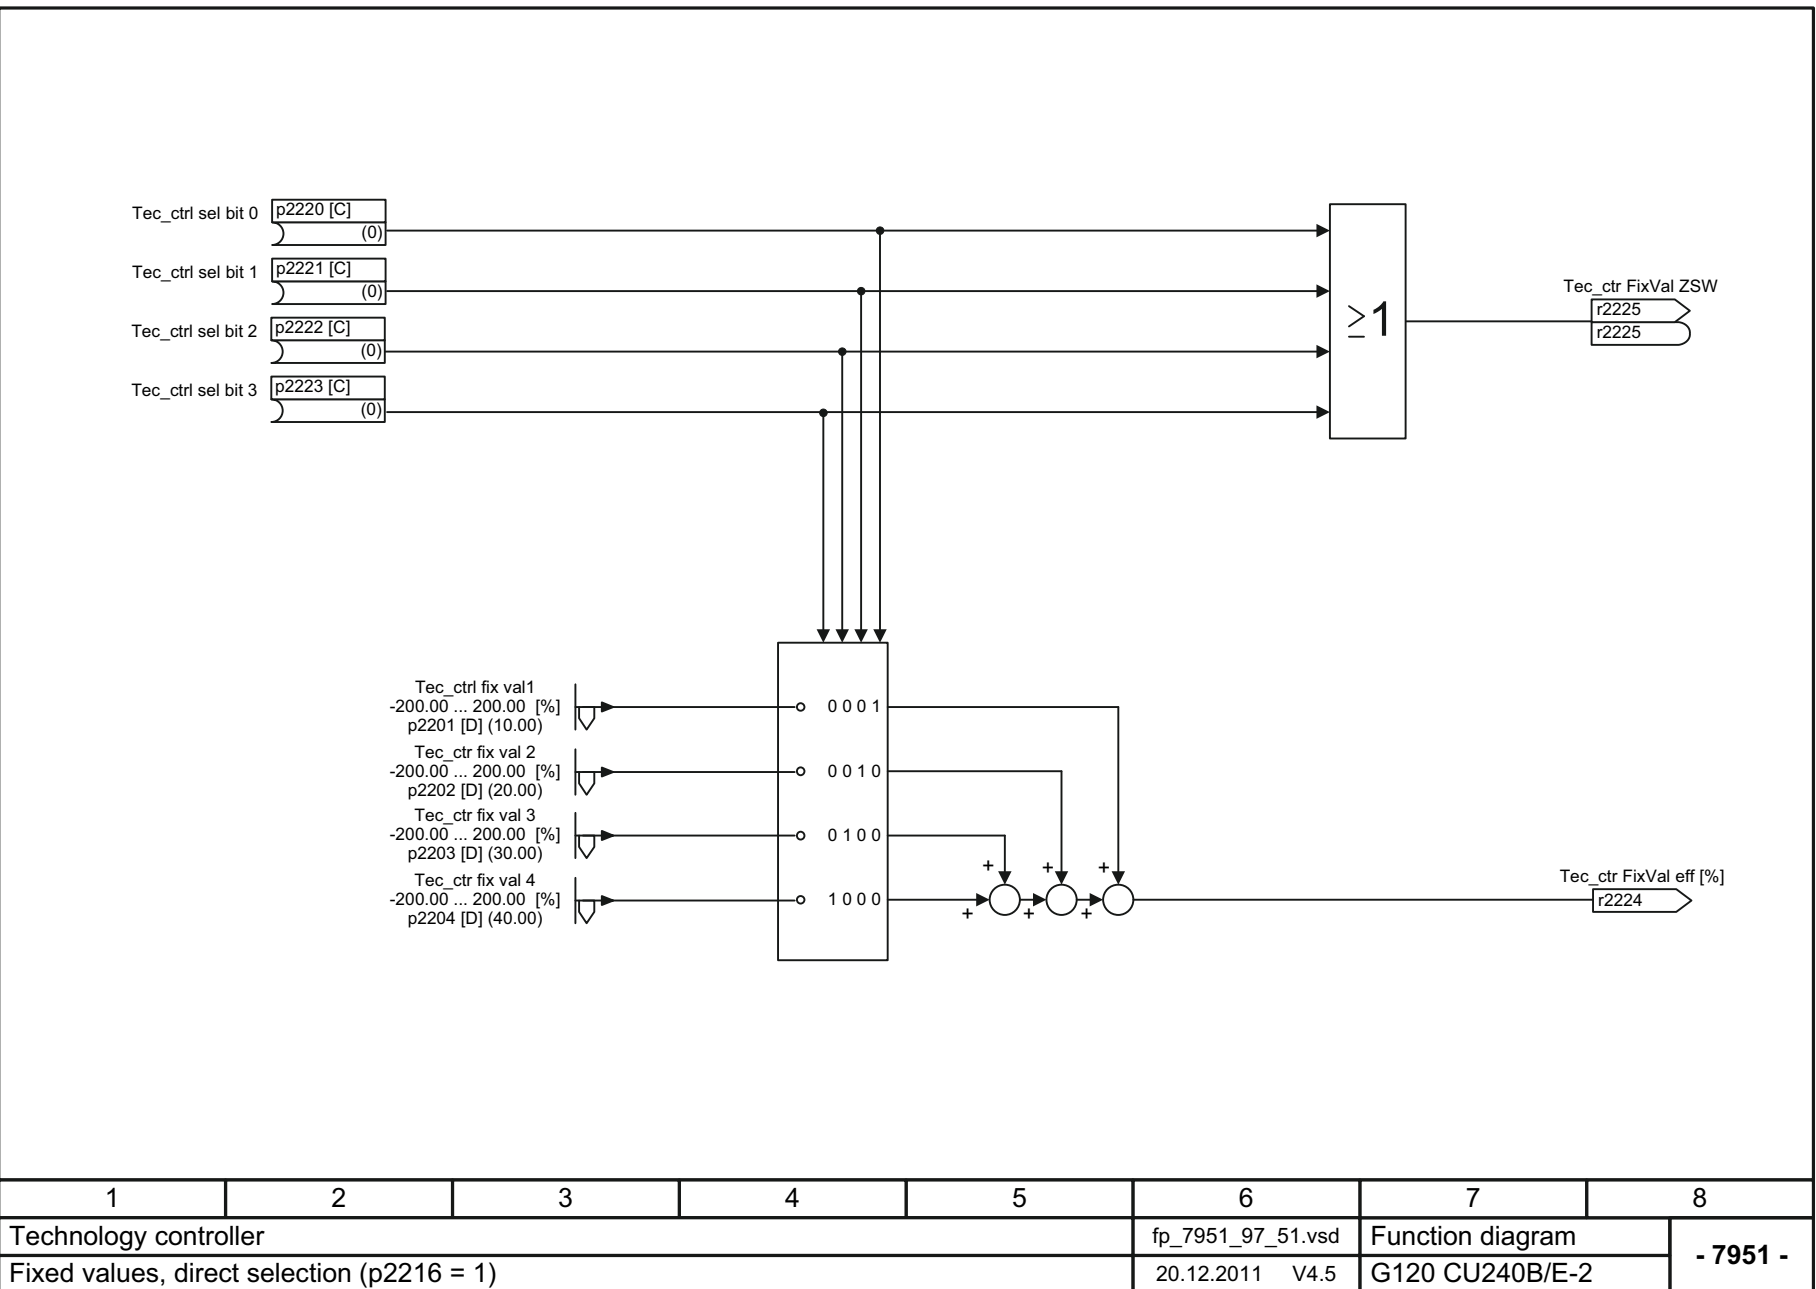 Tec_ctrl sel bit 0
p2220 [C]
(0)
Tec_ctrl sel bit 1
p2221 [C]
(0)
Tec_ctrl sel bit 2
p2222 [C]
(0)
Tec_ctrl sel bit 3
p2223 [C]
(0)
≥1
Tec_ctr FixVal ZSW
r2225
r2225
Tec_ctrl fix val1
-200.00 ... 200.00 [%]
p2201 [D] (10.00)
0 0 0 1
Tec_ctr fix val 2
-200.00 ... 200.00 [%]
p2202 [D] (20.00)
0 0 1 0
Tec_ctr fix val 3
-200.00 ... 200.00 [%]
p2203 [D] (30.00)
0 1 0 0
Tec_ctr fix val 4
-200.00 ... 200.00 [%]
p2204 [D] (40.00)
1 0 0 0
+ + +
+ + +
Tec_ctr FixVal eff [%]
r2224
1 2 3 4 5 6 7 8
Technology controller
fp_7951_97_51.vsd
Function diagram
- 7951 -
Fixed values, direct selection (p2216 = 1)
20.12.2011 V4.5
G120 CU240B/E-2